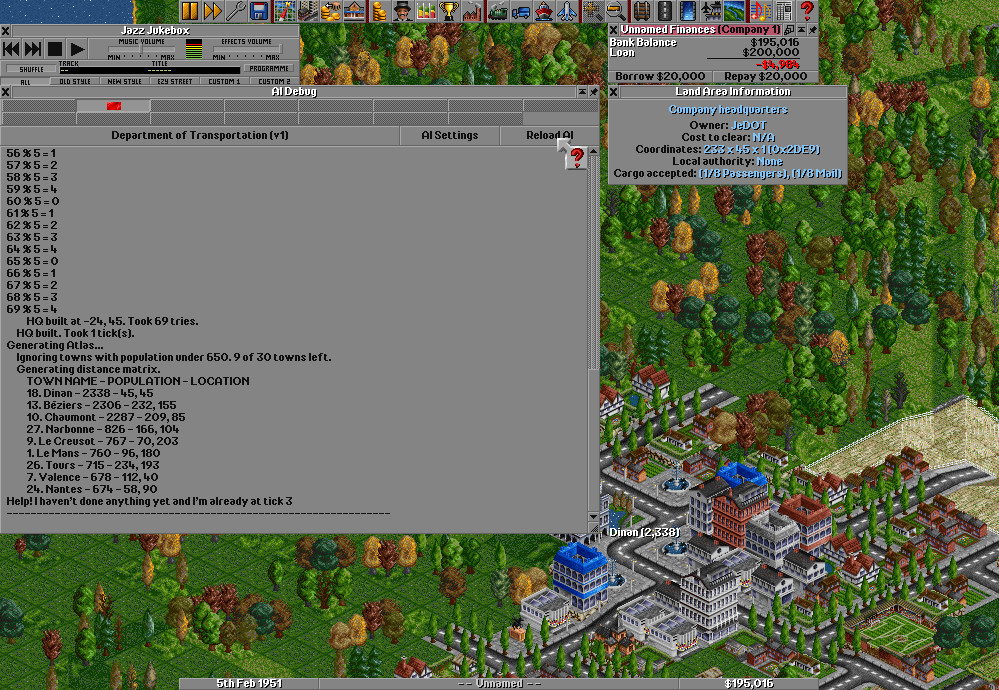 Jazz Jukebox
MUSIC VOLUME
EFFECTS VOLUME
MIN MAX
MIN MAX
SHUFFLE
TRACK
TITLE
PROGRAMME
ALL
OLD STYLE
NEW STYLE
EZY STREET
CUSTOM 1
CUSTOM 2
Unnamed Finances (Company 1)
Bank Balance $195,016
Loan $200,000
-$4,984
Borrow $20,000
Repay $20,000
AI Debug
Department of Transportation (v1)
AI Settings
Reload AI
56 % 5 = 1
57 % 5 = 2
58 % 5 = 3
59 % 5 = 4
60 % 5 = 0
61 % 5 = 1
62 % 5 = 2
63 % 5 = 3
64 % 5 = 4
65 % 5 = 0
66 % 5 = 1
67 % 5 = 2
68 % 5 = 3
69 % 5 = 4
HQ built at -24, 45. Took 69 tries.
HQ built. Took 1 tick(s).
Generating Atlas...
Ignoring towns with population under 650. 9 of 30 towns left.
Generating distance matrix.
TOWN NAME - POPULATION - LOCATION
18. Dinan - 2338 - 45, 45
13. Béziers - 2306 - 232, 155
10. Chaumont - 2287 - 209, 85
27. Narbonne - 826 - 166, 104
9. Le Creusot - 767 - 70, 203
1. Le Mans - 760 - 96, 180
26. Tours - 715 - 234, 193
7. Valence - 678 - 112, 40
24. Nantes - 674 - 58, 90
Help! I haven't done anything yet and I'm already at tick 3
--------------------------------------------------------------------------------
Land Area Information
Company headquarters
Owner: JeDOT
Cost to clear: N/A
Coordinates: 233 x 45 x 1 (0x2DE9)
Local authority: None
Cargo accepted: (1/8 Passengers), (1/8 Mail)
Dinan (2,338)
5th Feb 1951
-- Unnamed --
$195,016